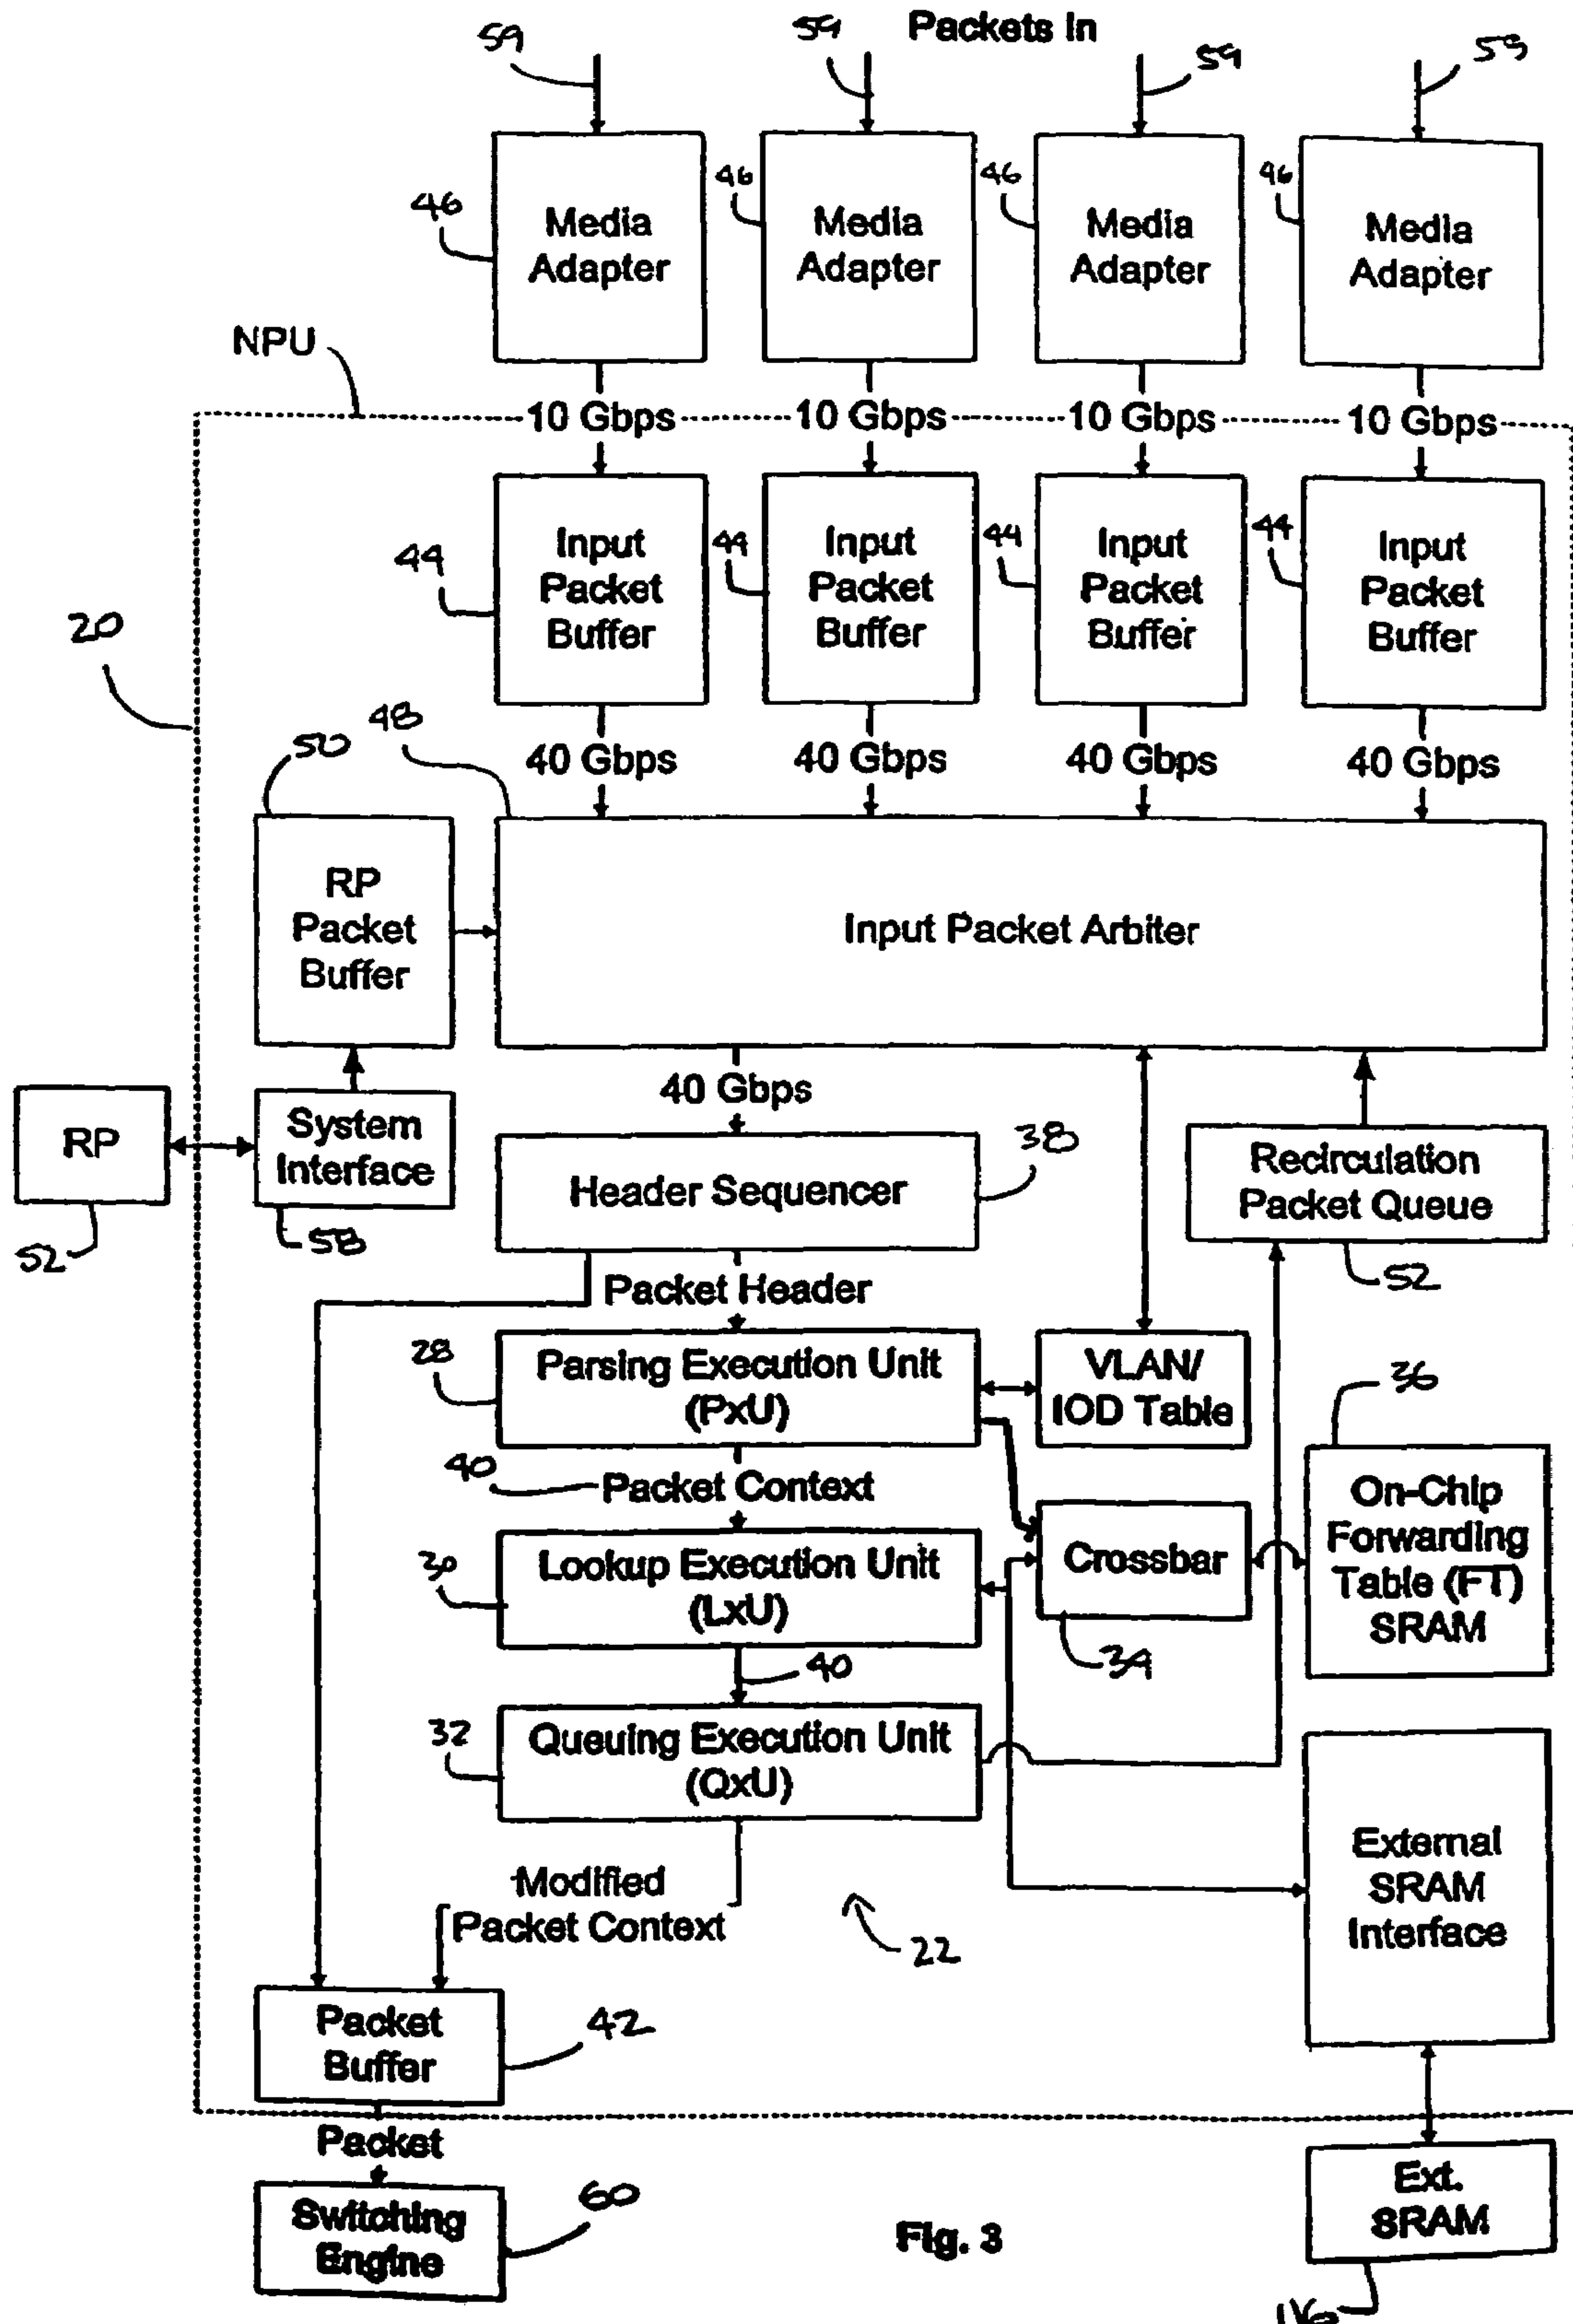 Packets In
59 59 59 59
Media Adapter
Media Adapter
Media Adapter
Media Adapter
46 46 46 46
NPU
10 Gbps 10 Gbps 10 Gbps 10 Gbps
Input Packet Buffer
Input Packet Buffer
Input Packet Buffer
Input Packet Buffer
44 44 44 44
20
40 Gbps 40 Gbps 40 Gbps 40 Gbps
50
48
RP Packet Buffer
Input Packet Arbiter
40 Gbps
RP
52
System Interface
58
Header Sequencer
38
Recirculation Packet Queue
52
Packet Header
28
Parsing Execution Unit (PxU)
VLAN/ IOD Table
36
40
Packet Context
On-Chip Forwarding Table (FT) SRAM
30
Lookup Execution Unit (LxU)
Crossbar
34
40
32
Queuing Execution Unit (QxU)
External SRAM Interface
Modified Packet Context
22
Packet Buffer
42
Packet
Switching Engine
60
Fig. 3
Ext. SRAM